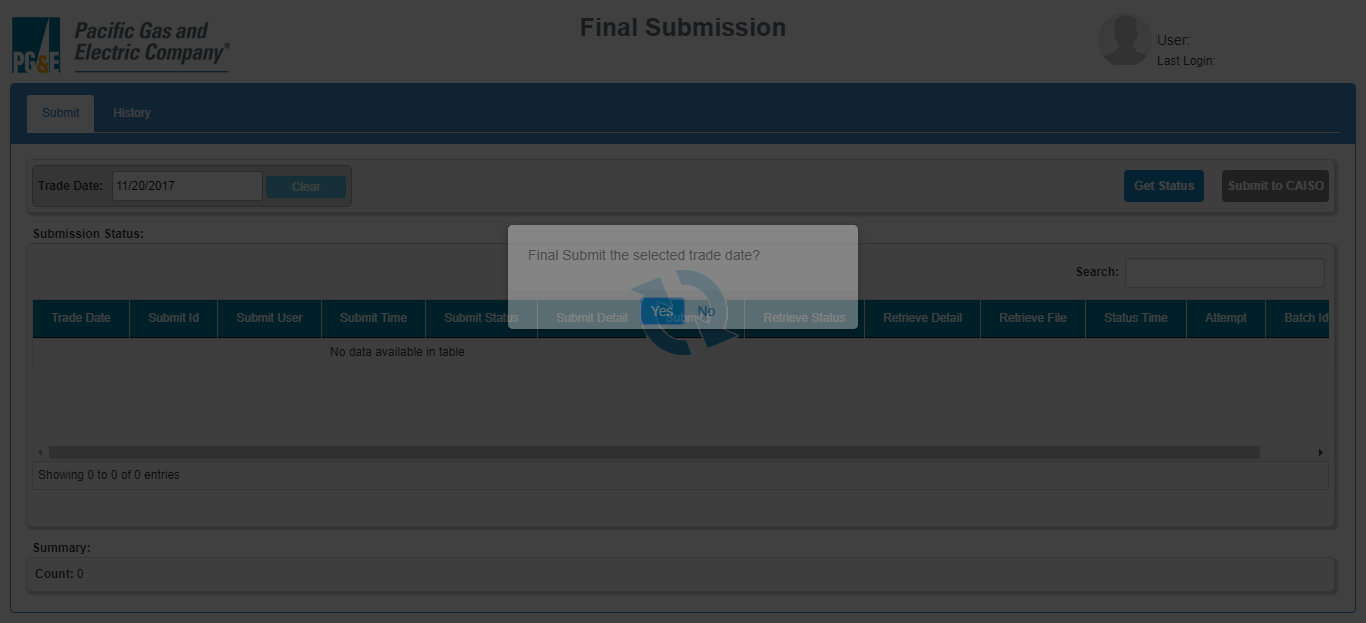 Pacific Gas and
Electric Company®
PG&E
Final Submission
User:
Last Login:
Submit History
Trade Date: 11/20/2017 Clear Get Status Submit to CAISO
Submission Status:
Final Submit the selected trade date?
Yes No
Search:
Trade Date Submit Id Submit User Submit Time Submit Status Submit Detail Retrieve Status Retrieve Detail Retrieve File Status Time Attempt Batch Id
No data available in table
Showing 0 to 0 of 0 entries
Summary:
Count: 0